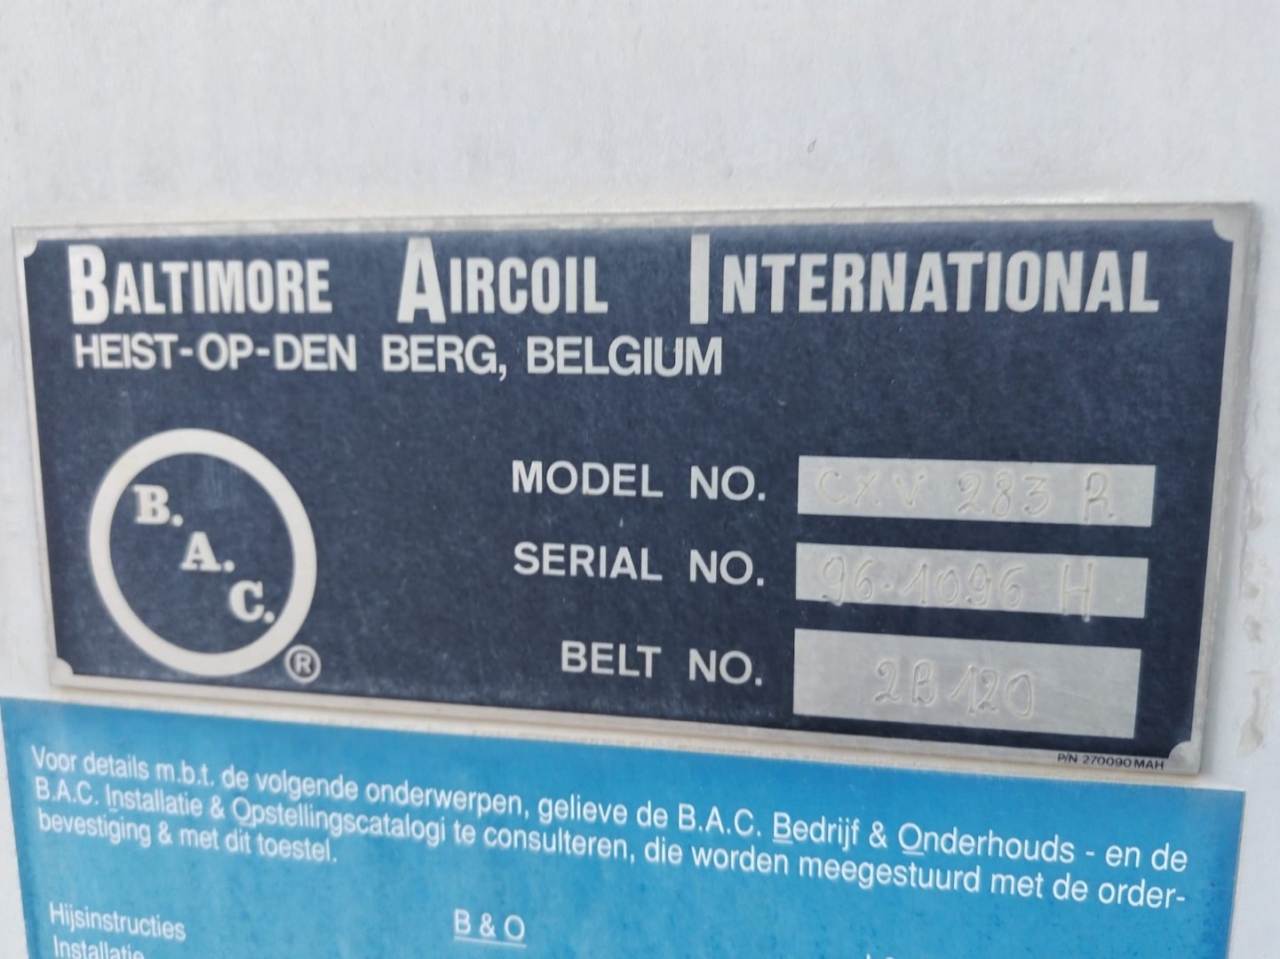 BALTIMORE AIRCOIL INTERNATIONAL
HEIST-OP-DEN BERG, BELGIUM
B.
A.
C.
®
MODEL NO. CXV 283 R
SERIAL NO. 96-1096 H
BELT NO. 2B120
P/N 270090MAH
Voor details m.b.t. de volgende onderwerpen, gelieve de B.A.C. Bedrijf & Onderhouds - en de
B.A.C. Installatie & Opstellingscatalogi te consulteren, die worden meegestuurd met de order-
bevestiging & met dit toestel.
Hijsinstructies B & O
Installatie